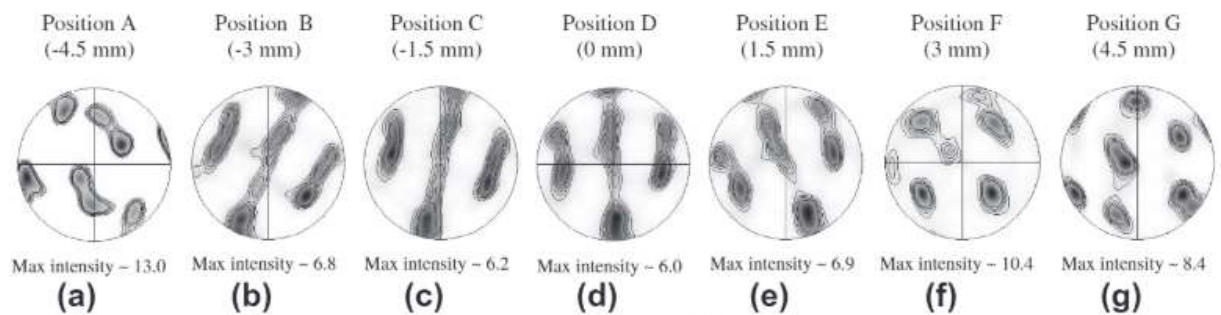 Position A Position B Position C Position D Position E Position F Position G
(-4.5 mm) (-3 mm) (-1.5 mm) (0 mm) (1.5 mm) (3 mm) (4.5 mm)
Max intensity ~ 13.0 Max intensity ~ 6.8 Max intensity ~ 6.2 Max intensity ~ 6.0 Max intensity ~ 6.9 Max intensity ~ 10.4 Max intensity ~ 8.4
(a) (b) (c) (d) (e) (f) (g)